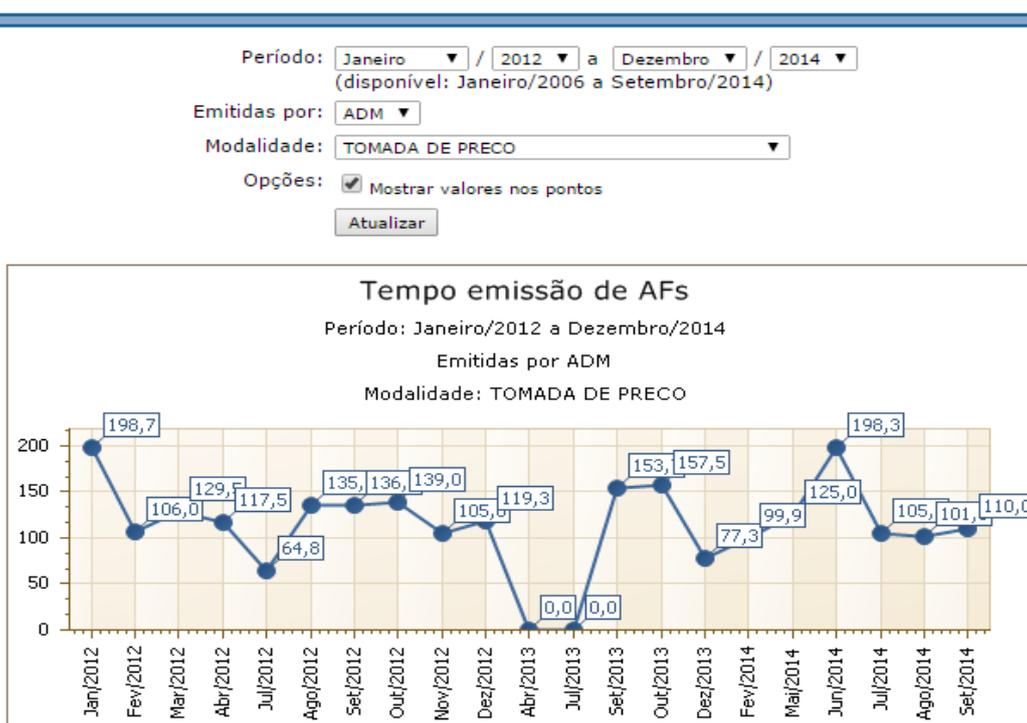 Período: Janeiro / 2012 a Dezembro / 2014
(disponível: Janeiro/2006 a Setembro/2014)
Emitidas por: ADM
Modalidade: TOMADA DE PRECO
Opções: Mostrar valores nos pontos
Atualizar
Tempo emissão de AFs
Período: Janeiro/2012 a Dezembro/2014
Emitidas por ADM
Modalidade: TOMADA DE PRECO
200
150
100
50
0
198,7
106,0
117,5
64,8
135,
136,
139,0
119,3
0,0
0,0
153,
157,5
77,3
99,9
125,0
198,3
105,
101,
110,0
Jan/2012
Fev/2012
Mar/2012
Abr/2012
Jul/2012
Ago/2012
Set/2012
Out/2012
Nov/2012
Dez/2012
Abr/2013
Jul/2013
Set/2013
Out/2013
Dez/2013
Fev/2014
Mai/2014
Jun/2014
Jul/2014
Ago/2014
Set/2014